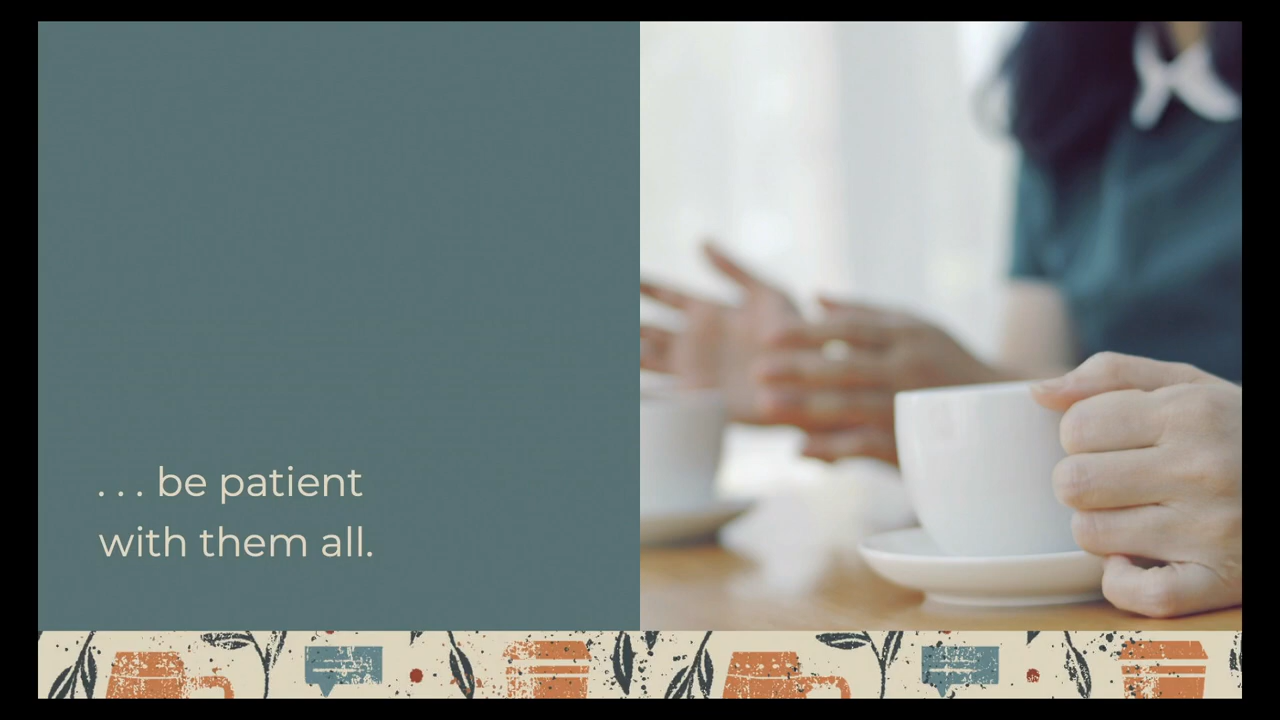 . . . be patient
with them all.